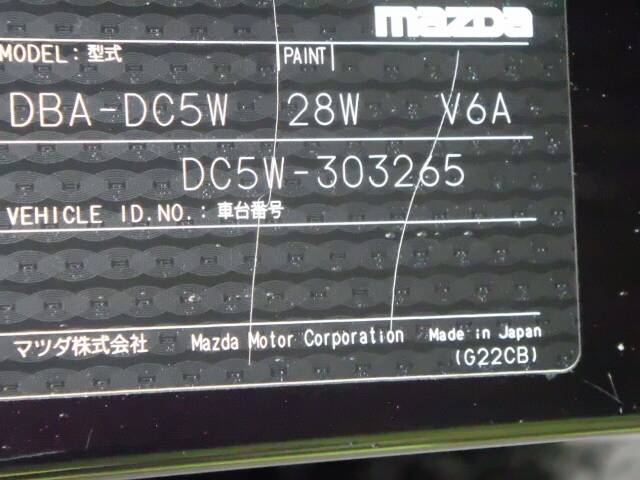 mazda
MODEL: 型式 PAINT
DBA-DC5W 28W V6A
DC5W-303265
VEHICLE ID.NO.: 車台番号
マツダ株式会社 Mazda Motor Corporation Made in Japan
(G22CB)